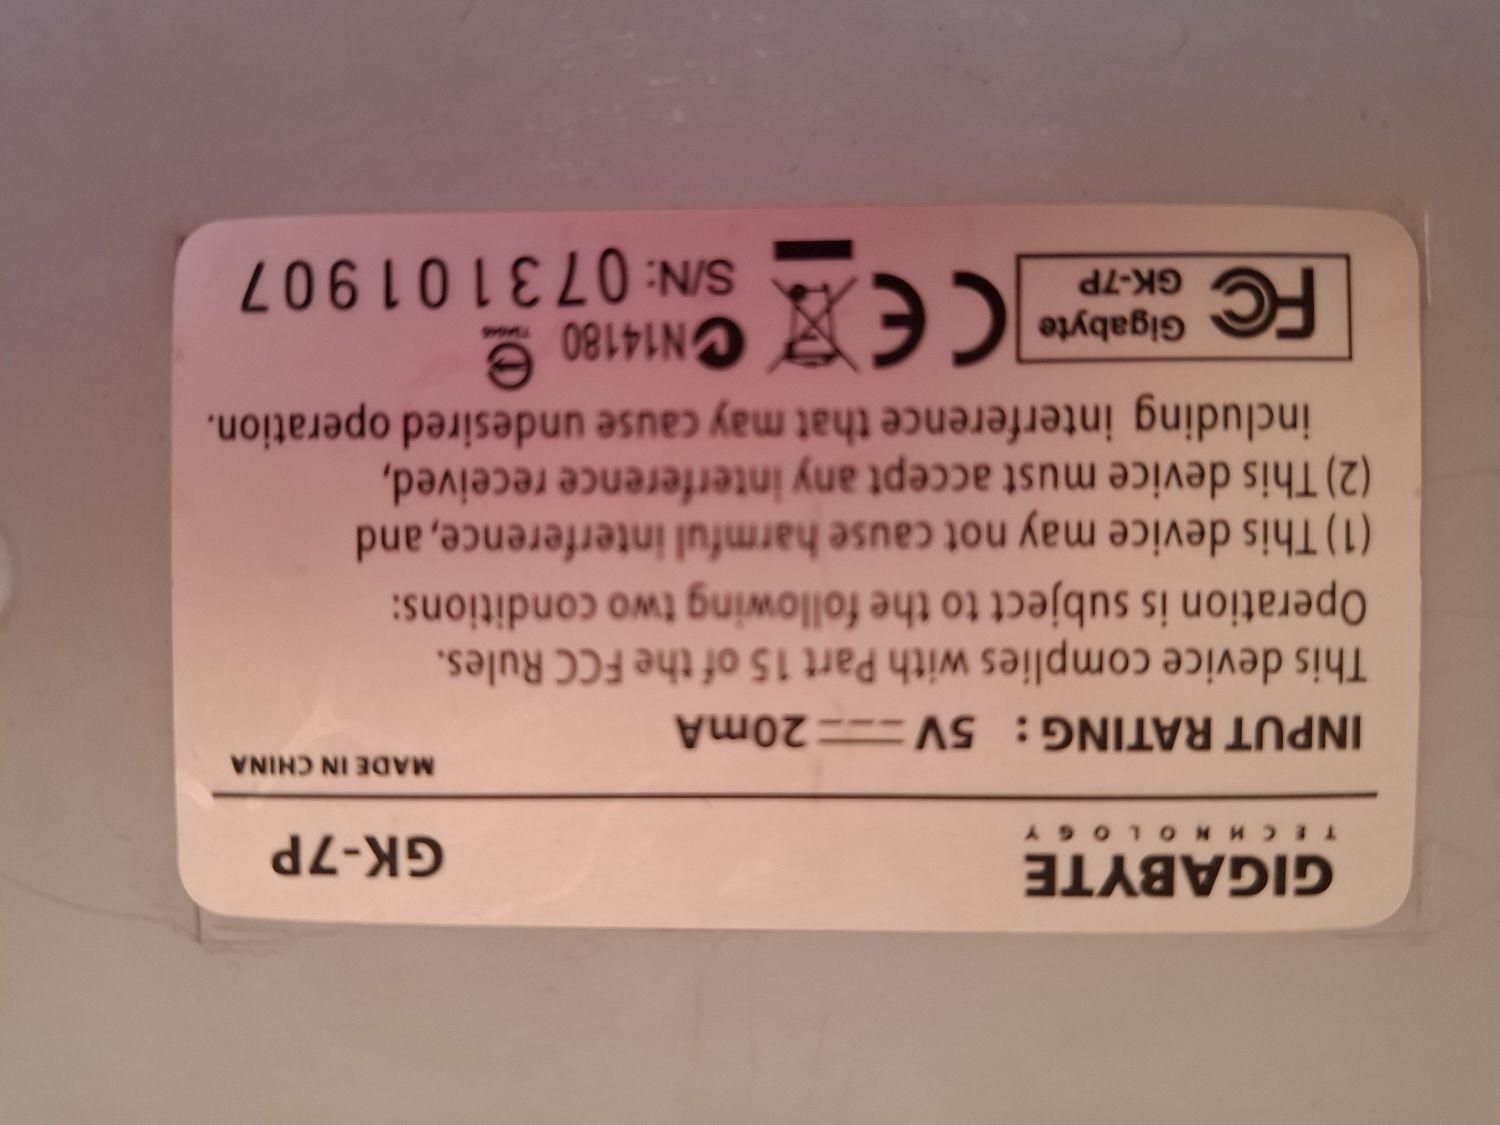 GIGABYTE
TECHNOLOGY
GK-7P
MADE IN CHINA
INPUT RATING : 5V 20mA
This device complies with Part 15 of the FCC Rules.
Operation is subject to the following two conditions:
(1) This device may not cause harmful interference, and
(2) This device must accept any interference received,
including interference that may cause undesired operation.
FC Gigabyte
GK-7P
CE
N14180
S/N: 073101907